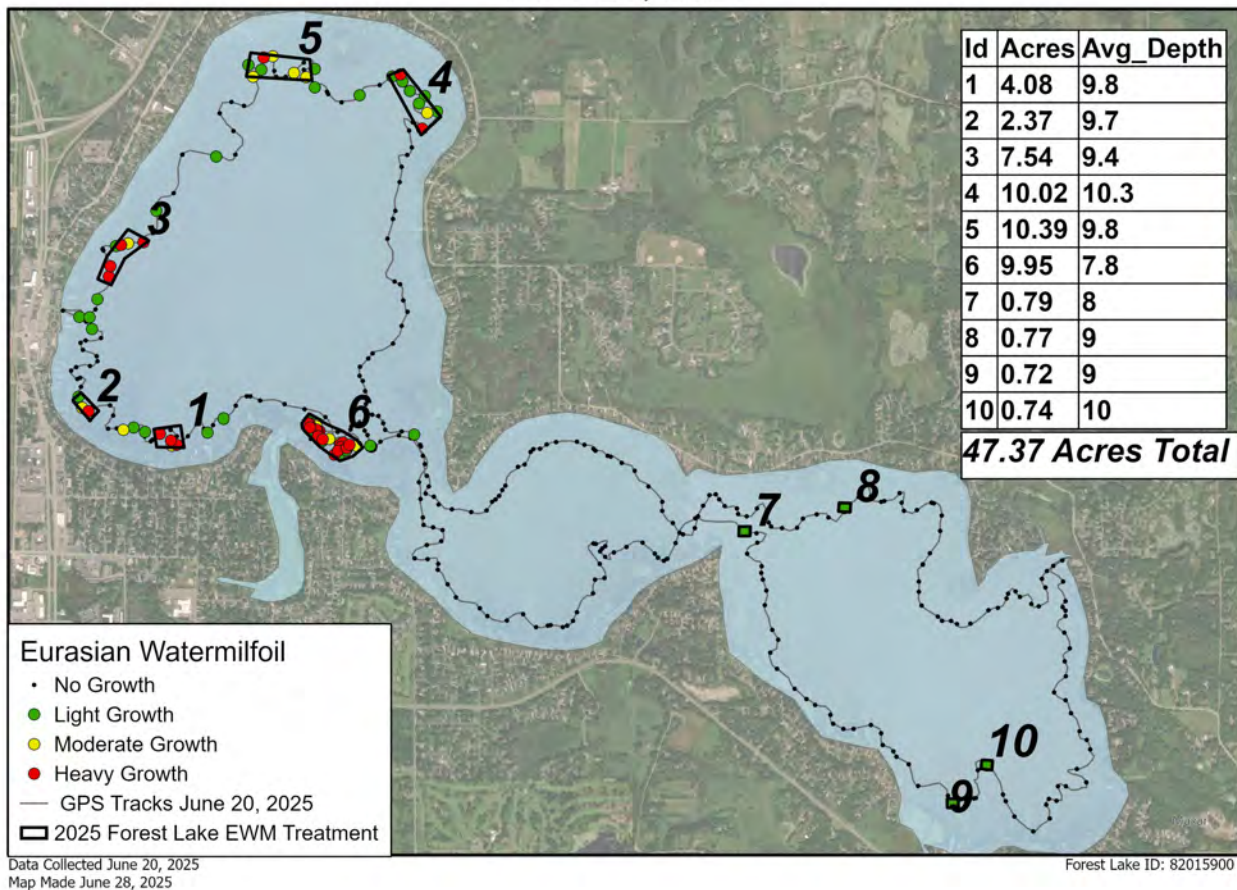 5
4
3
2
1
6
7
8
10
9
Id Acres Avg_Depth
1 4.08 9.8
2 2.37 9.7
3 7.54 9.4
4 10.02 10.3
5 10.39 9.8
6 9.95 7.8
7 0.79 8
8 0.77 9
9 0.72 9
10 0.74 10
47.37 Acres Total
Eurasian Watermilfoil
No Growth
Light Growth
Moderate Growth
Heavy Growth
GPS Tracks June 20, 2025
2025 Forest Lake EWM Treatment
Data Collected June 20, 2025
Map Made June 28, 2025
Forest Lake ID: 82015900